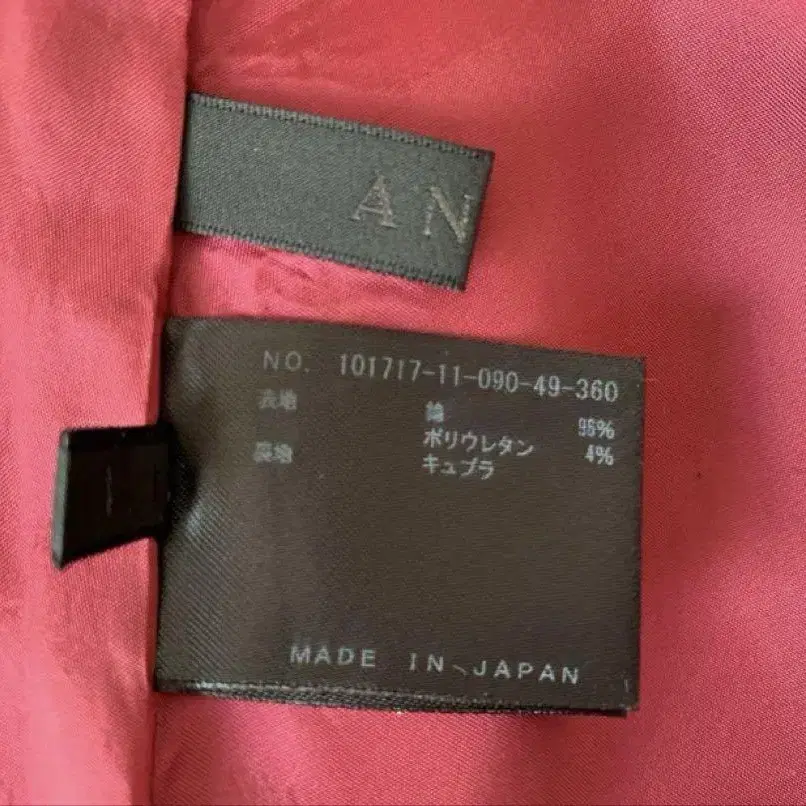 AN
NO. 101717-11-090-49-360
表地 綿 96%
ポリウレタン 4%
裏地 キュプラ
MADE IN JAPAN